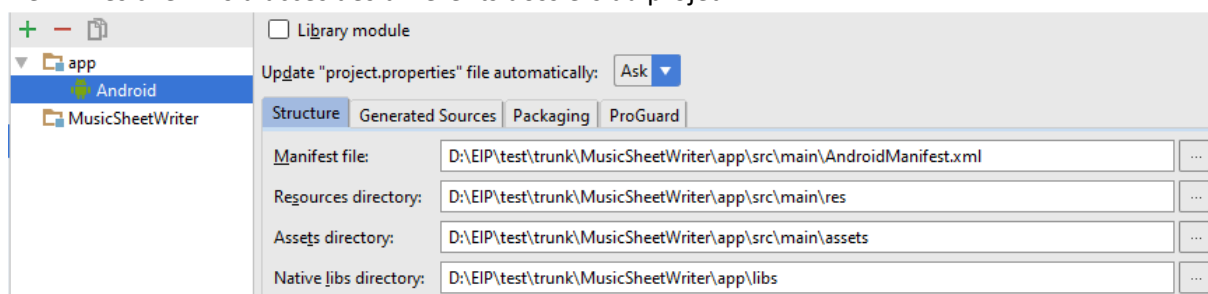 Library module
app
Update "project.properties" file automatically: Ask
Android
MusicSheetWriter
Structure Generated Sources Packaging ProGuard
Manifest file: D:\EIP\test\trunk\MusicSheetWriter\app\src\main\AndroidManifest.xml ...
Resources directory: D:\EIP\test\trunk\MusicSheetWriter\app\src\main\res ...
Assets directory: D:\EIP\test\trunk\MusicSheetWriter\app\src\main\assets ...
Native libs directory: D:\EIP\test\trunk\MusicSheetWriter\app\libs ...